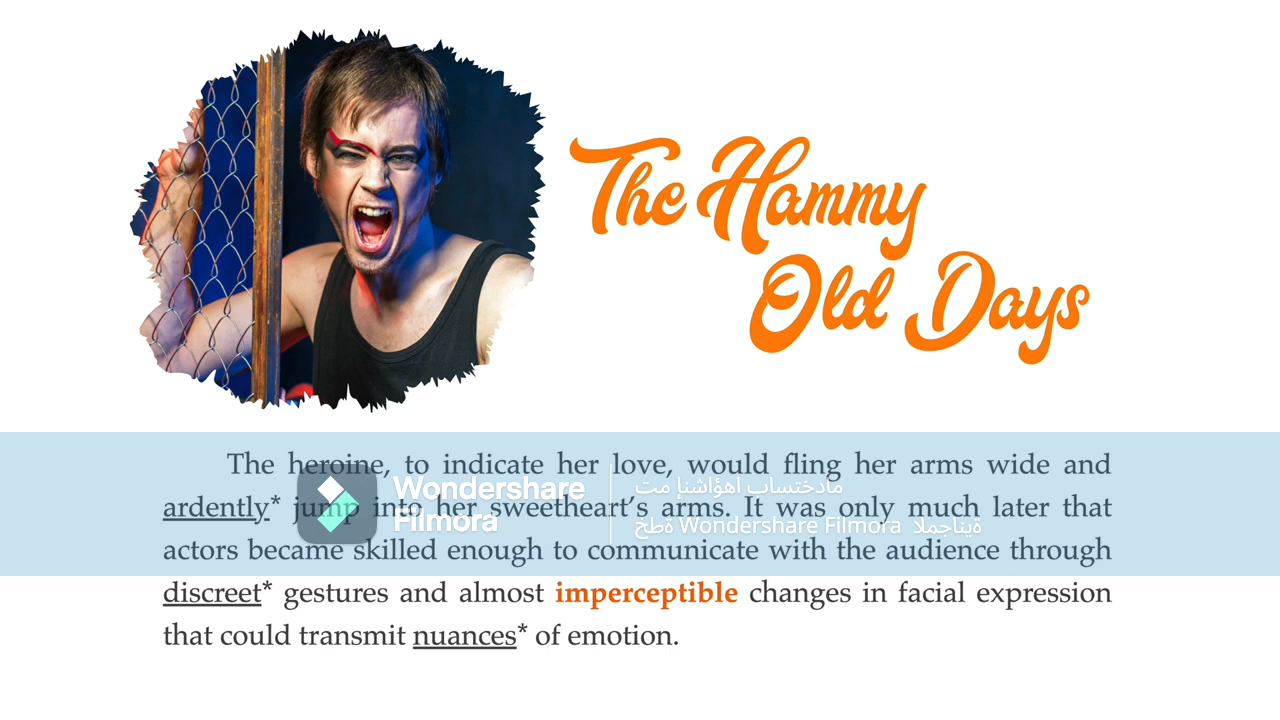 The Hammy
Old Days
The heroine, to indicate her love, would fling her arms wide and
ardently* jump into her sweetheart's arms. It was only much later that
actors became skilled enough to communicate with the audience through
discreet* gestures and almost imperceptible changes in facial expression
that could transmit nuances* of emotion.
Wondershare
Filmora
تم إنشاؤها باستخدام
خطة Wondershare Filmora المجانية